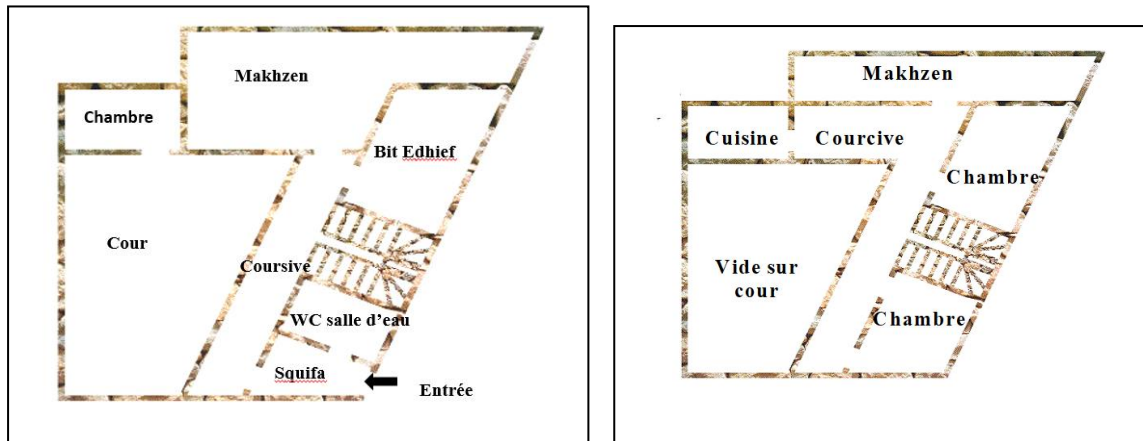 Makhzen
Chambre
Bit Edhief
Cour
Coursive
WC salle d’eau
Squifa
Entrée
Makhzen
Cuisine
Courcive
Chambre
Vide sur
cour
Chambre